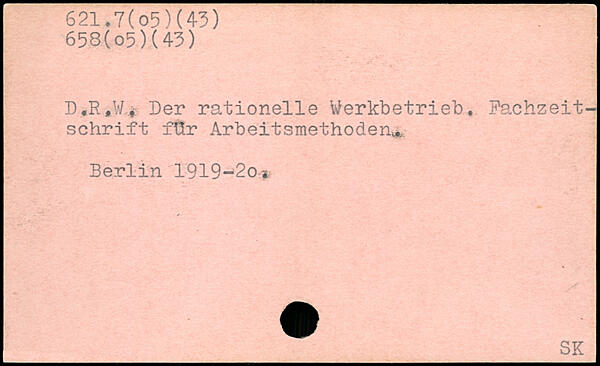 621.7(o5)(43)
658(o5)(43)
D.R.W. Der rationelle Werkbetrieb. Fachzeit-
schrift für Arbeitsmethoden.
Berlin 1919-2o.
SK